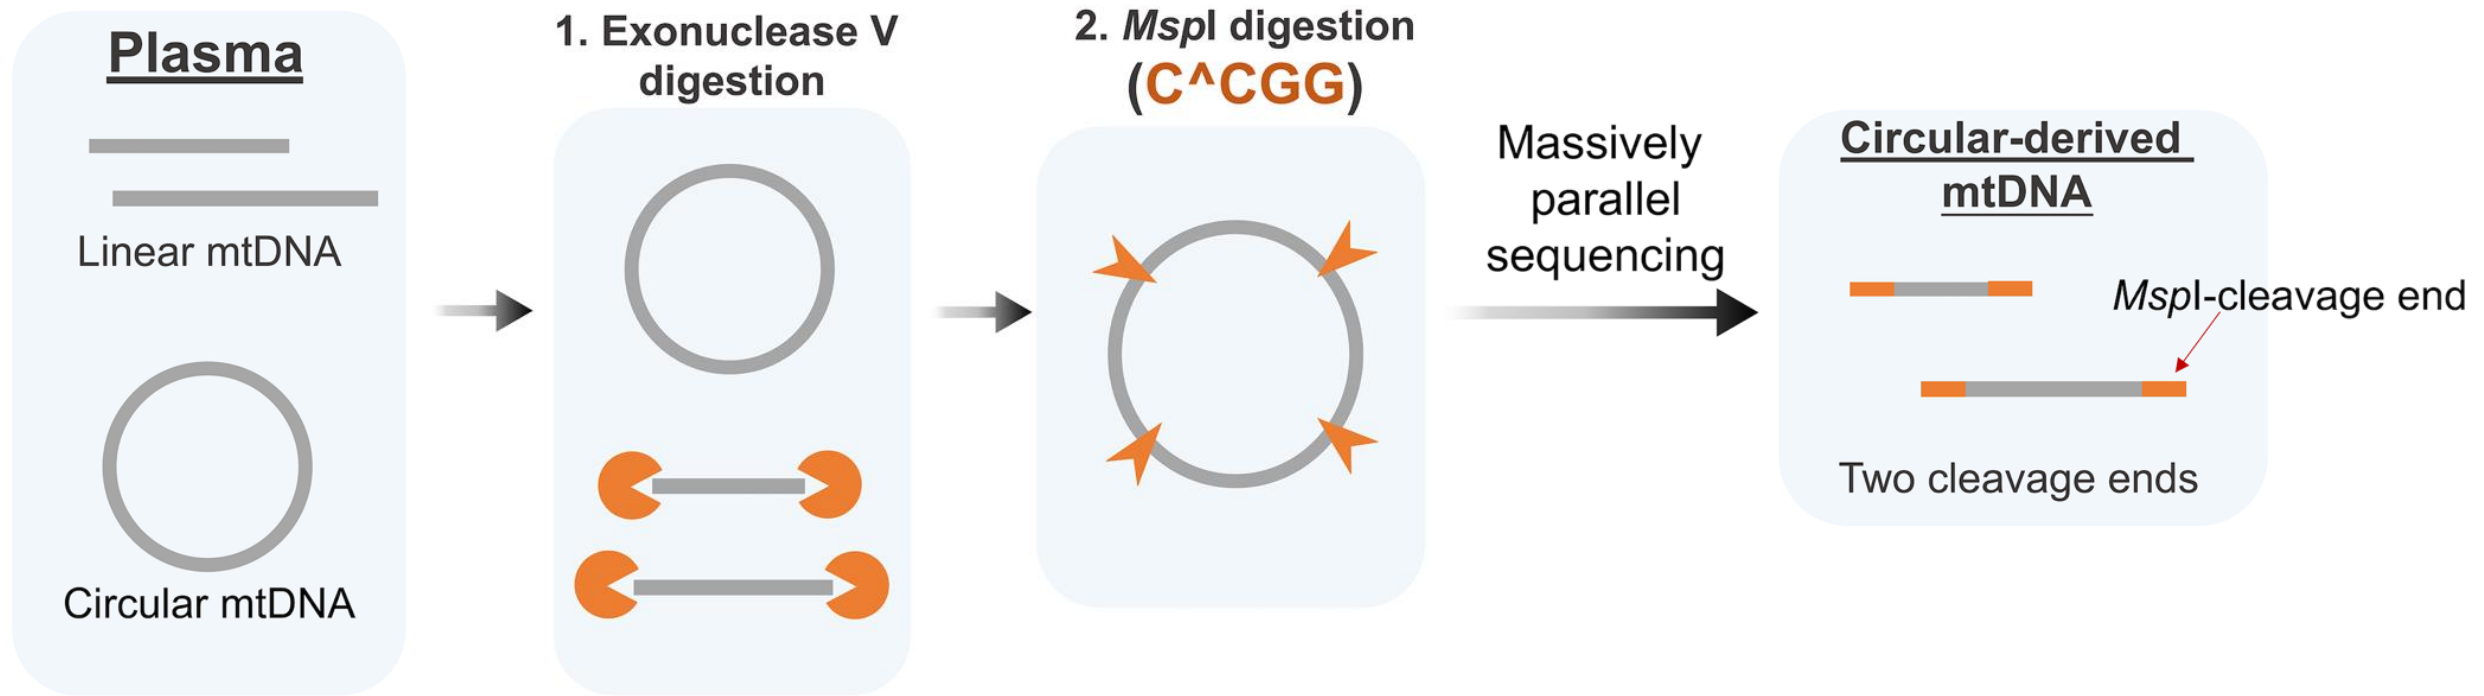 Plasma
Linear mtDNA
Circular mtDNA
1. Exonuclease V
digestion
2. MspI digestion
(C^CGG)
Massively
parallel
sequencing
Circular-derived
mtDNA
MspI-cleavage end
Two cleavage ends